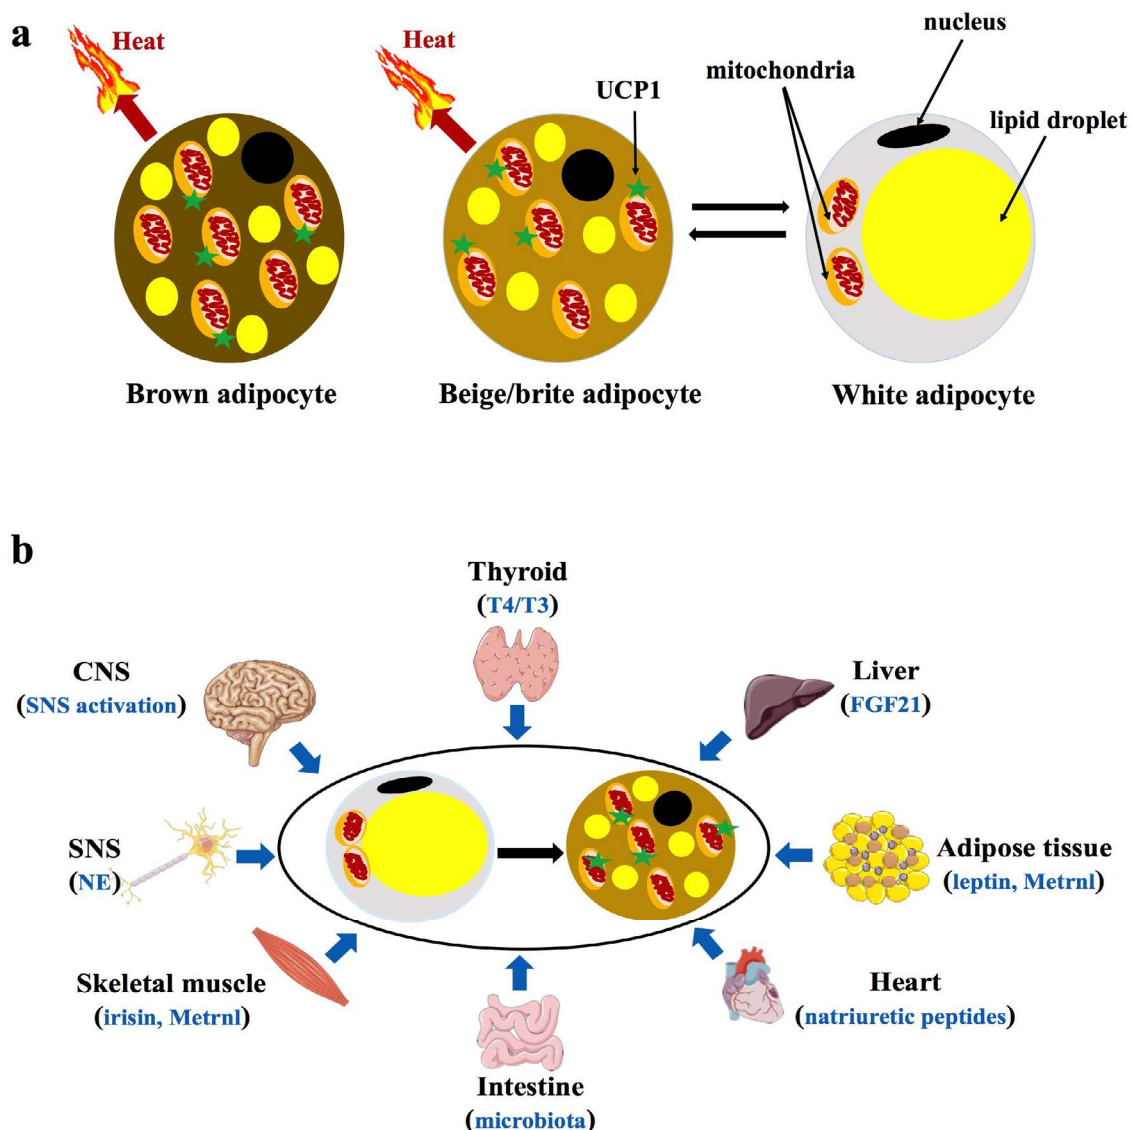 a
Heat
Heat
UCP1
mitochondria
nucleus
lipid droplet
Brown adipocyte
Beige/brite adipocyte
White adipocyte
b
Thyroid
(T4/T3)
CNS
(SNS activation)
Liver
(FGF21)
SNS
(NE)
Adipose tissue
(leptin, Metrnl)
Skeletal muscle
(irisin, Metrnl)
Heart
(natriuretic peptides)
Intestine
(microbiota)